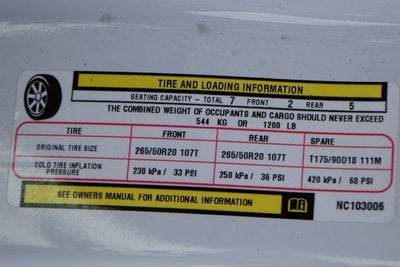 TIRE AND LOADING INFORMATION
SEATING CAPACITY - TOTAL 7 FRONT 2 REAR 5
THE COMBINED WEIGHT OF OCCUPANTS AND CARGO SHOULD NEVER EXCEED
544 KG OR 1200 LB
TIRE FRONT REAR SPARE
ORIGINAL TIRE SIZE 265/50R20 107T 265/50R20 107T T175/90D18 111M
COLD TIRE INFLATION
PRESSURE 230 kPa / 33 PSI 250 kPa / 36 PSI 420 kPa / 60 PSI
SEE OWNERS MANUAL FOR ADDITIONAL INFORMATION NC103006